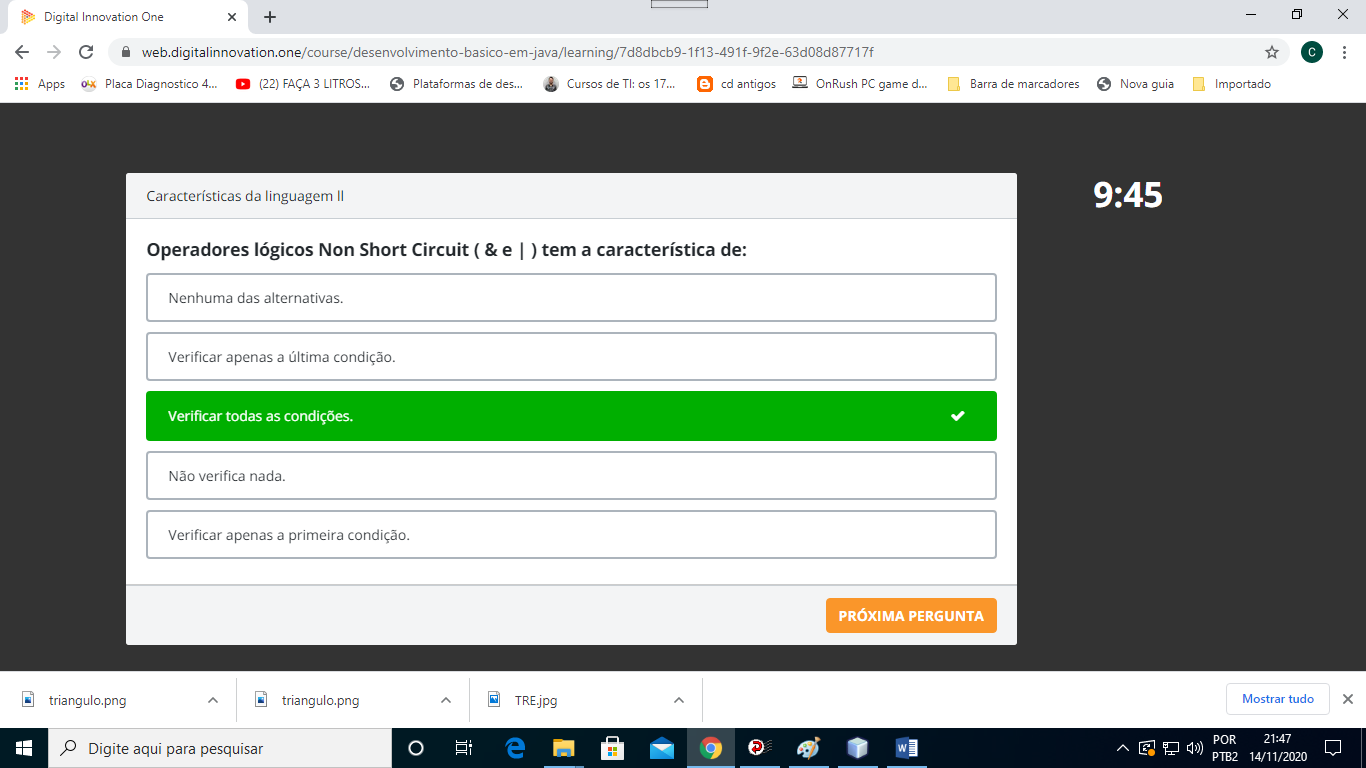 Digital Innovation One
web.digitalinnovation.one/course/desenvolvimento-basico-em-java/learning/7d8dbcb9-1f13-491f-9f2e-63d08d87717f
C
Apps
OLX
Placa Diagnostico 4...
(22) FAÇA 3 LITROS...
Plataformas de des...
Cursos de TI: os 17...
cd antigos
OnRush PC game d...
Barra de marcadores
Nova guia
Importado
Características da linguagem II
9:45
Operadores lógicos Non Short Circuit ( & e | ) tem a característica de:
Nenhuma das alternativas.
Verificar apenas a última condição.
Verificar todas as condições.
Não verifica nada.
Verificar apenas a primeira condição.
PRÓXIMA PERGUNTA
triangulo.png
triangulo.png
TRE.jpg
Mostrar tudo
Digite aqui para pesquisar
POR
PTB2
21:47
14/11/2020